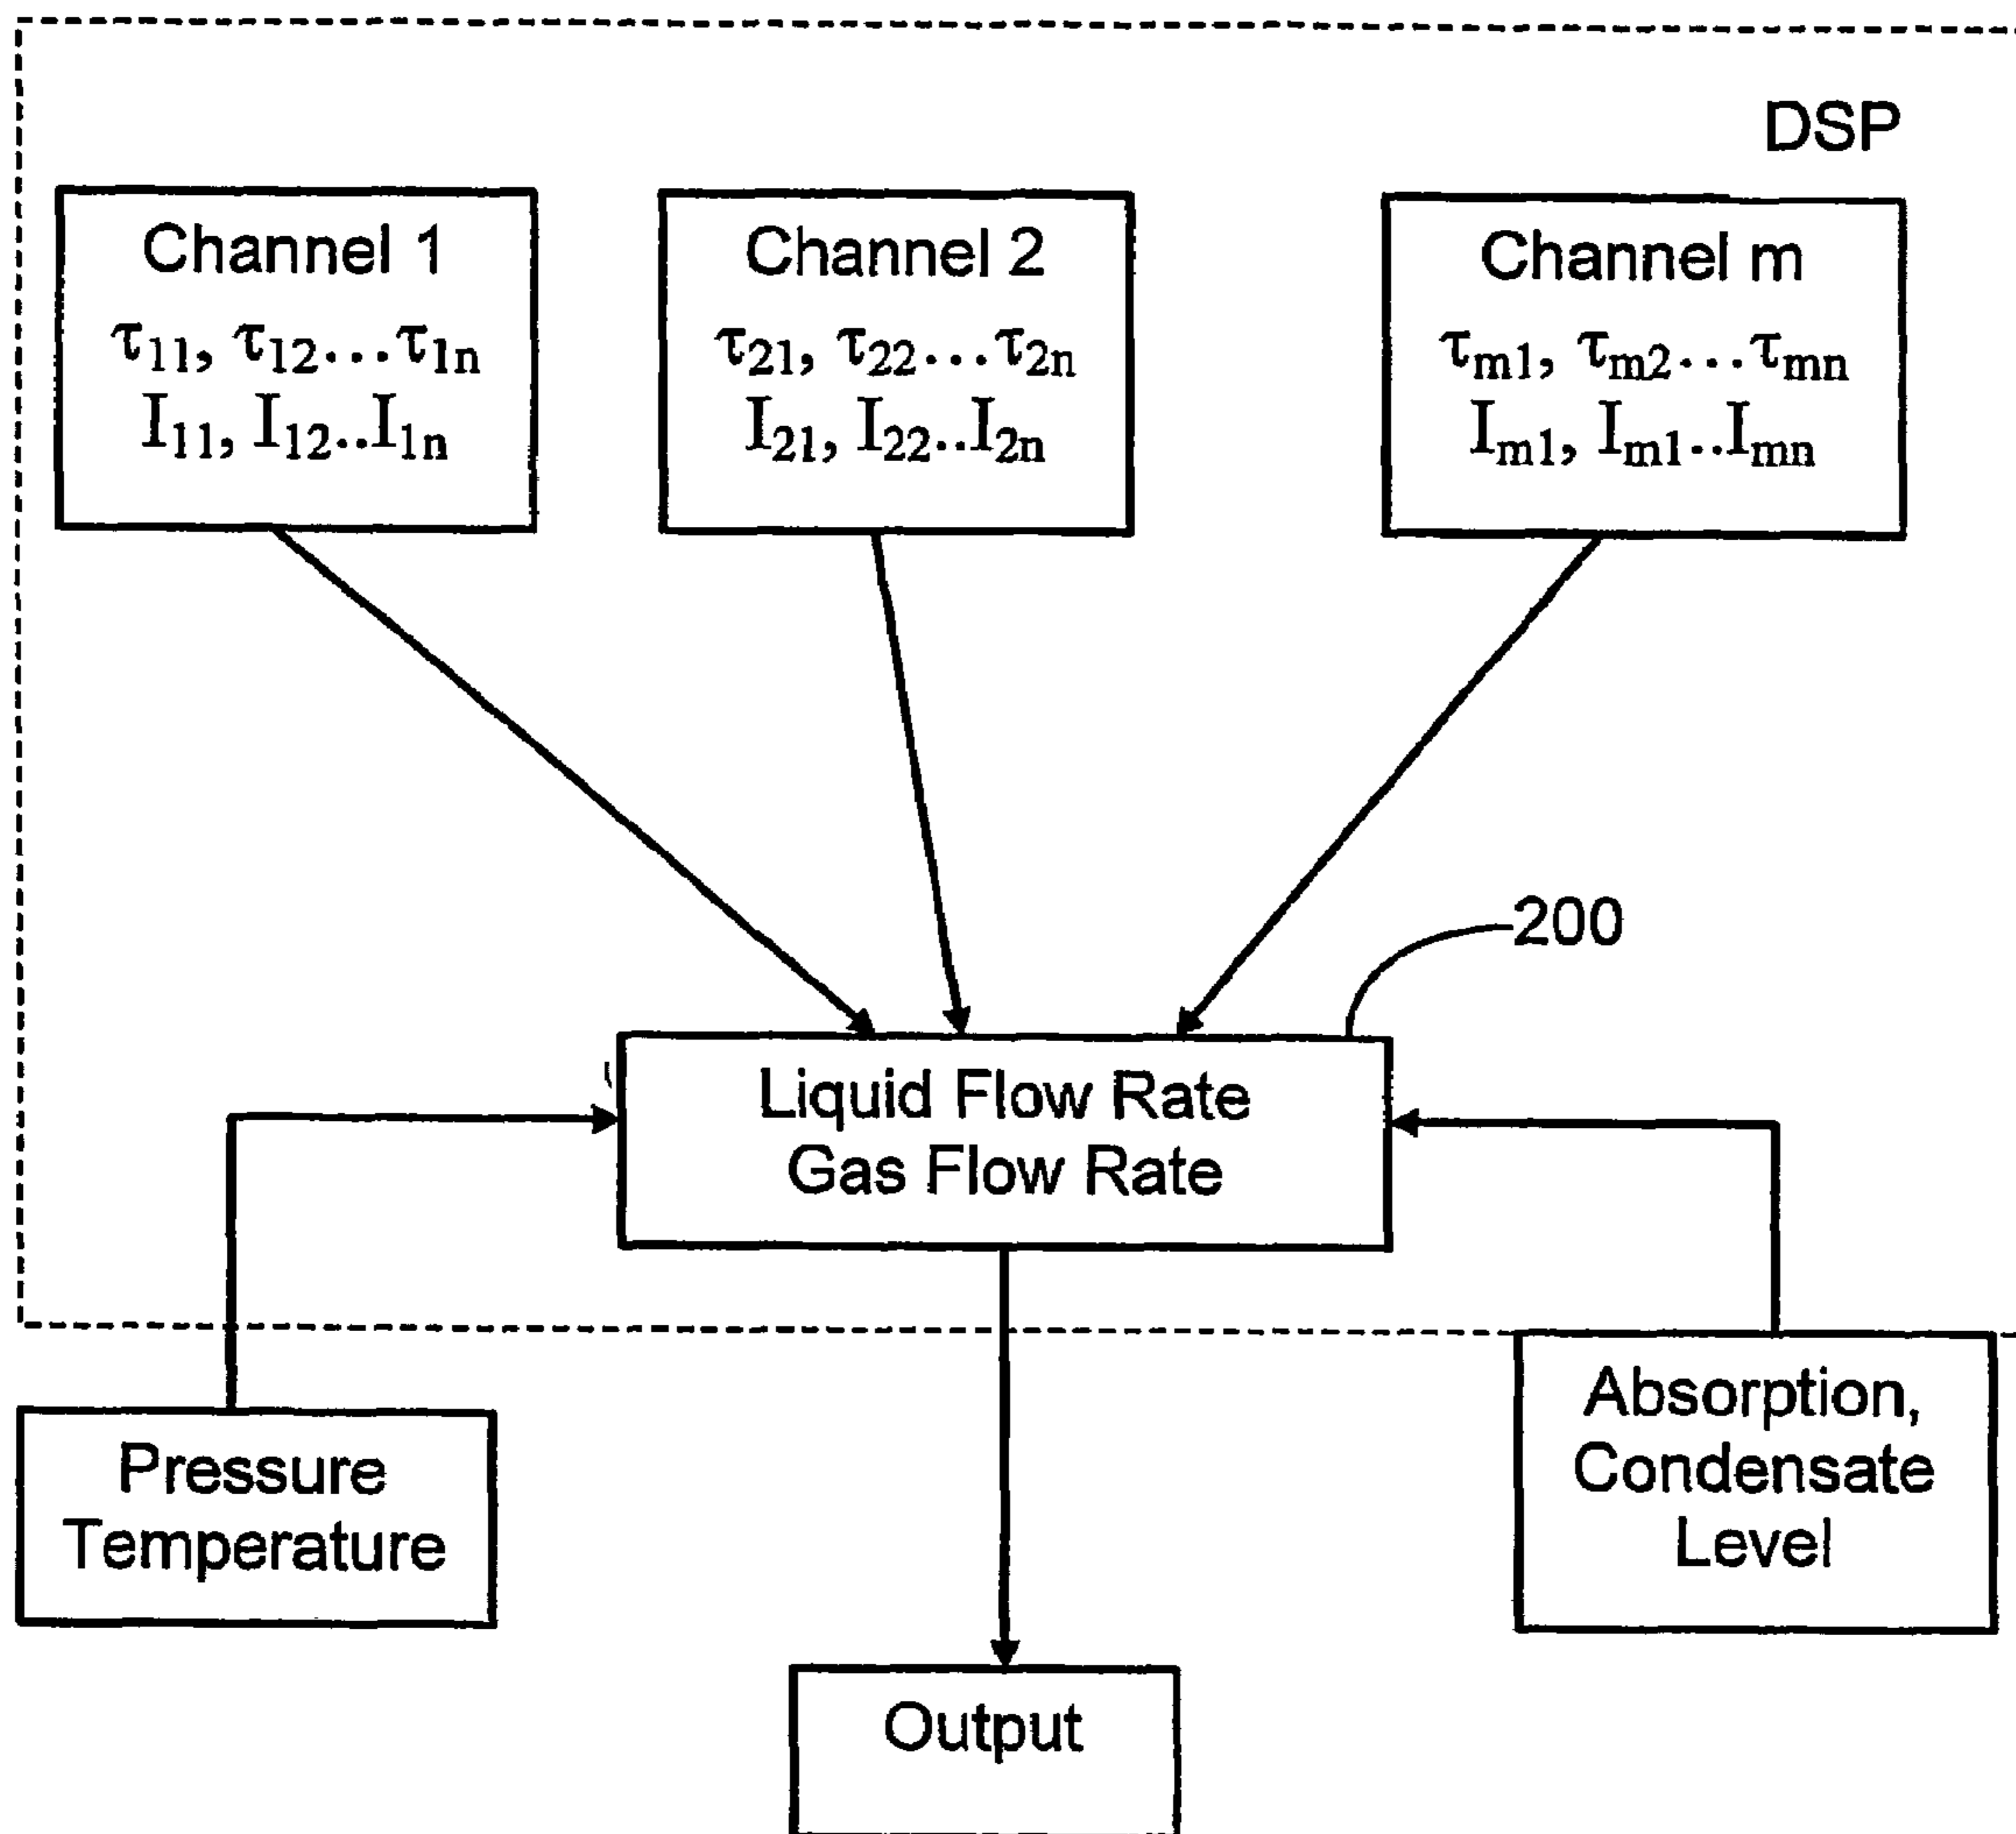 DSP
Channel 1
τ11, τ12...τ1n
I11, I12..I1n
Channel 2
τ21, τ22...τ2n
I21, I22..I2n
Channel m
τm1, τm2...τmn
Im1, Im1..Imn
200
Liquid Flow Rate
Gas Flow Rate
Pressure
Temperature
Absorption,
Condensate
Level
Output